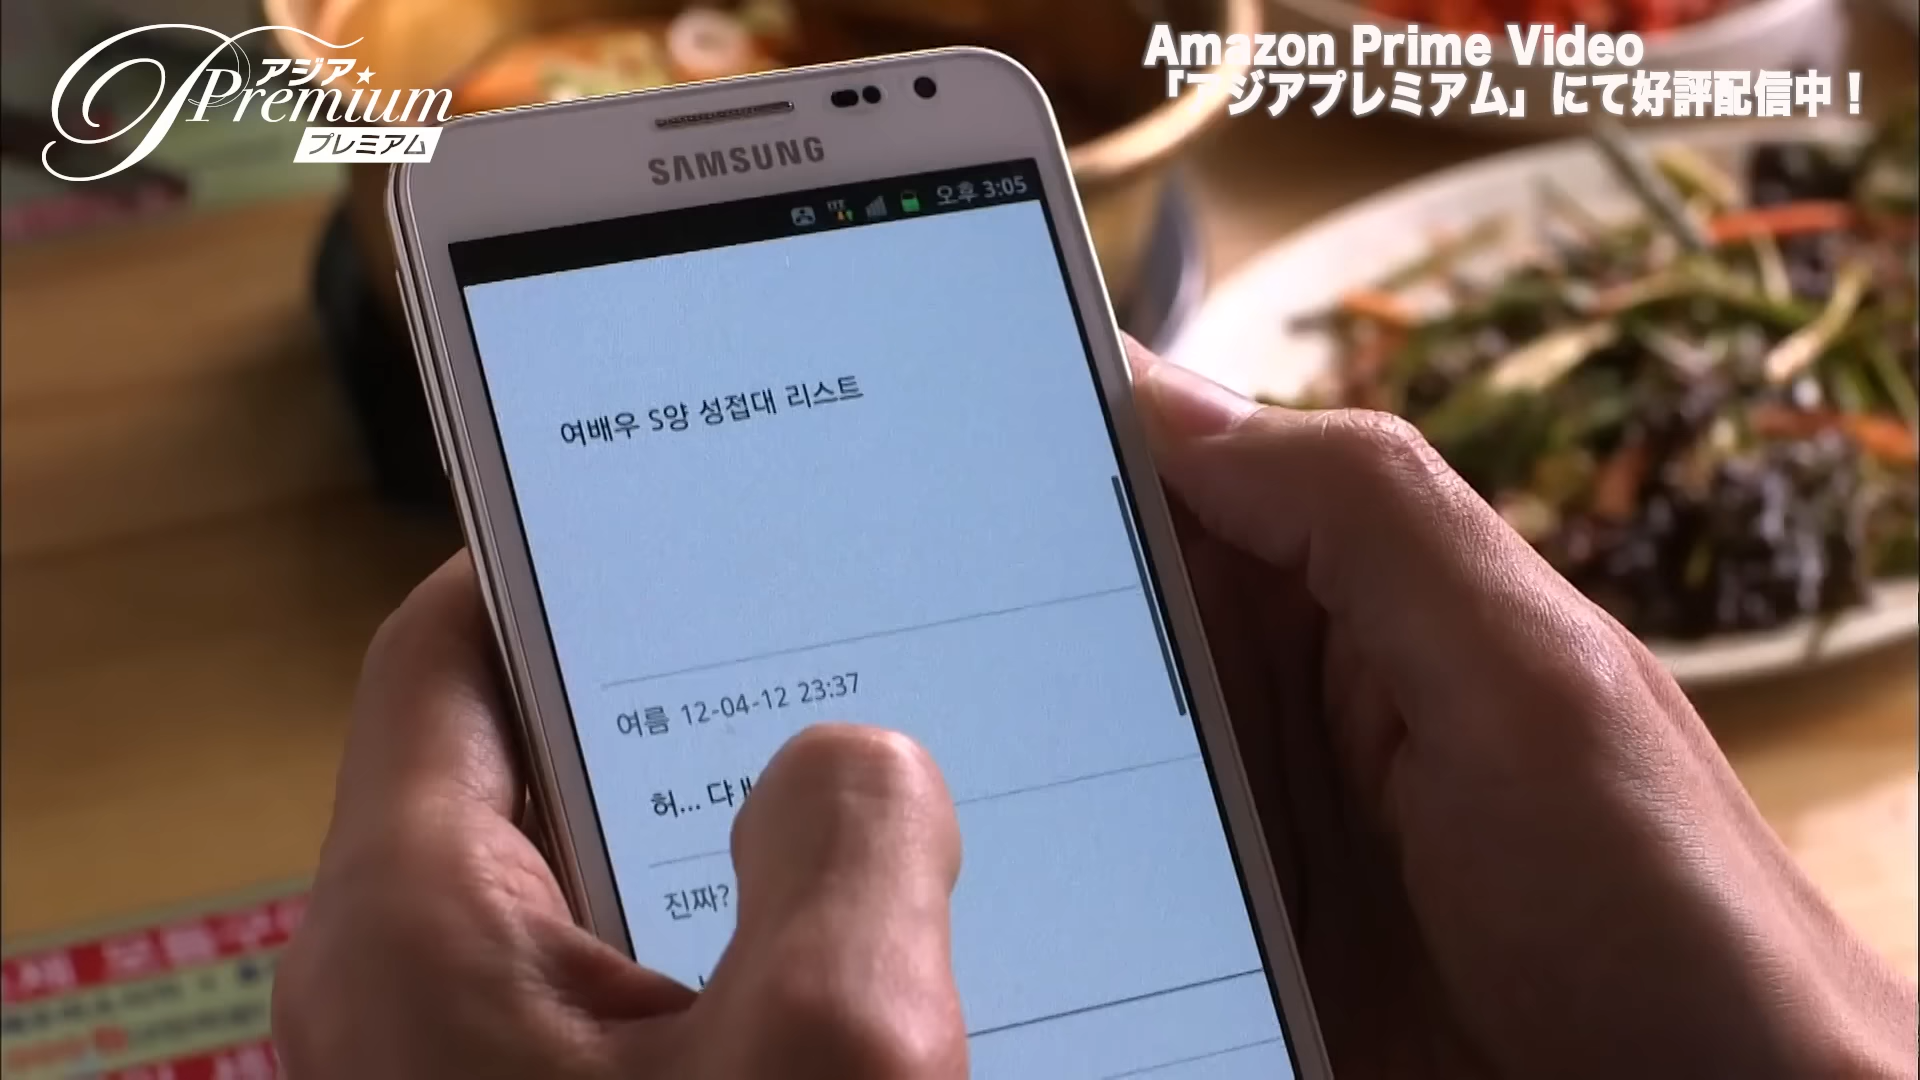 アジア★
Premium
プレミアム
Amazon Prime Video
「アジアプレミアム」にて好評配信中！
SAMSUNG
오후 3:05
여배우 S양 성접대 리스트
여름 12-04-12 23:37
허...
진짜?